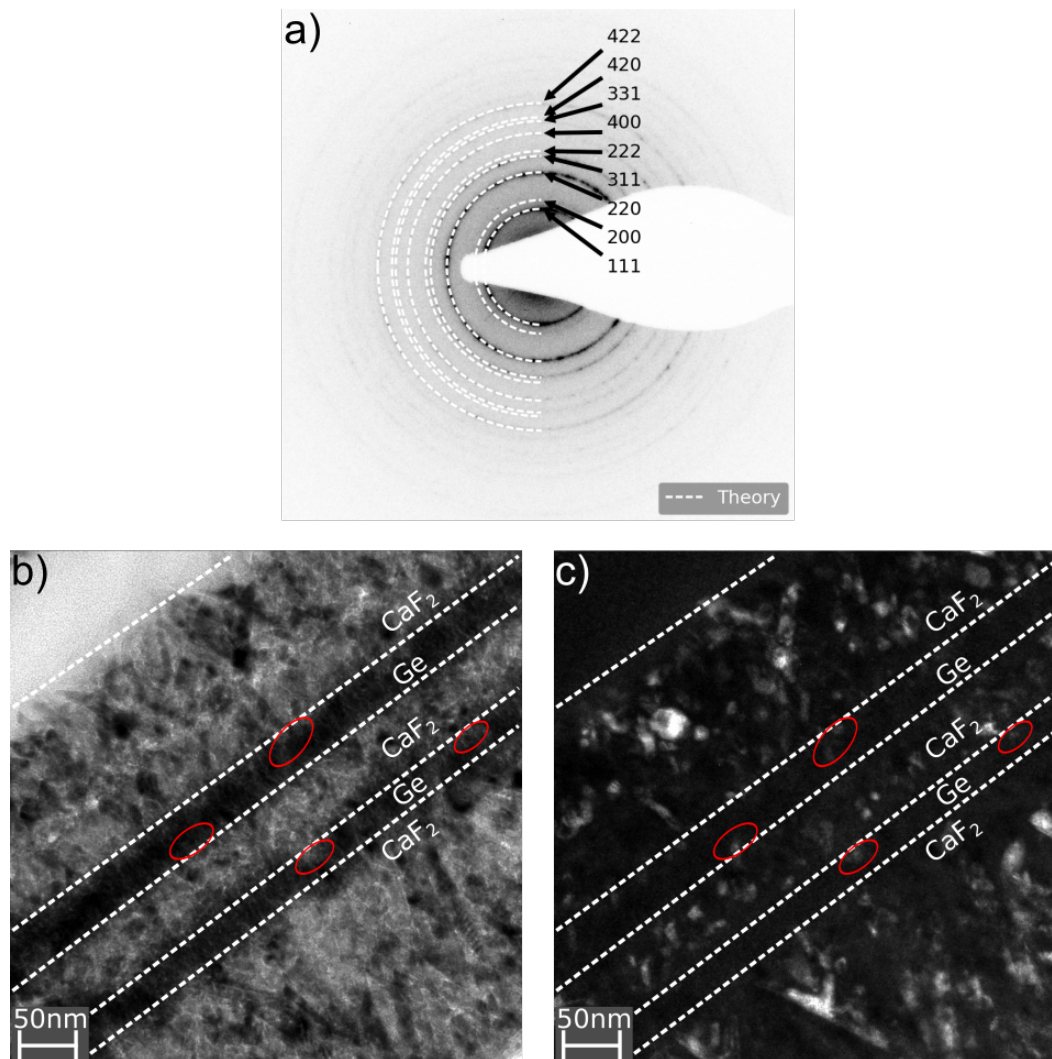 a)
422
420
331
400
222
311
220
200
111
Theory
b)
CaF₂
Ge
CaF₂
Ge
CaF₂
50nm
c)
CaF₂
Ge
CaF₂
Ge
CaF₂
50nm